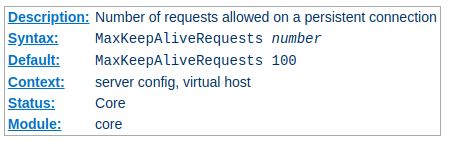 Description: Number of requests allowed on a persistent connection
Syntax: MaxKeepAliveRequests number
Default: MaxKeepAliveRequests 100
Context: server config, virtual host
Status: Core
Module: core